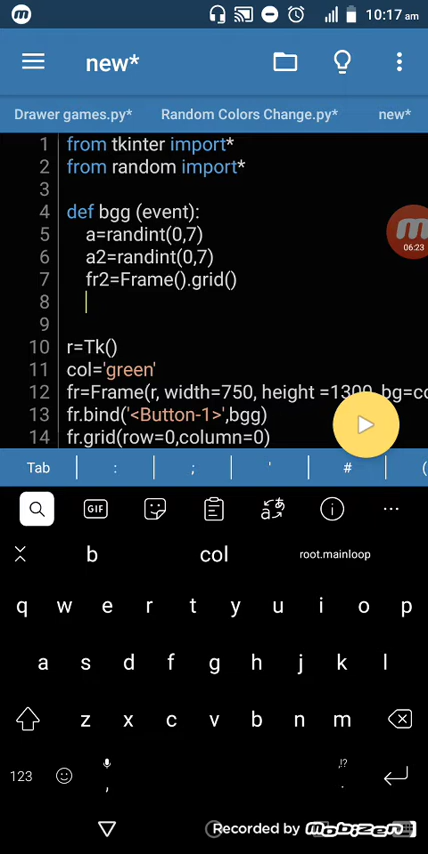 10:17 am
new*
Drawer games.py* Random Colors Change.py* new*
1 from tkinter import*
2 from random import*
3
4 def bgg (event):
5 a=randint(0,7)
6 a2=randint(0,7)
7 fr2=Frame().grid()
8
9
10 r=Tk()
11 col='green'
12 fr=Frame(r, width=750, height =1300, bg=co
13 fr.bind('<Button-1>',bgg)
14 fr.grid(row=0,column=0)
06:23
Tab : ; ' # (
GIF
b col root.mainloop
q w e r t y u i o p
a s d f g h j k l
z x c v b n m
123 , ,!? .
Recorded by mobizen